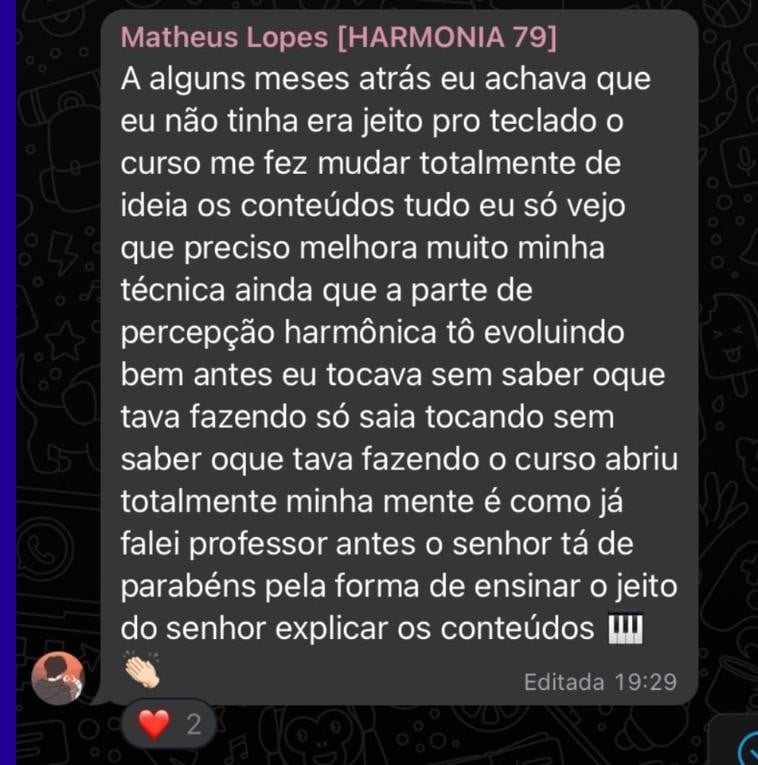 Matheus Lopes [HARMONIA 79]
A alguns meses atrás eu achava que
eu não tinha era jeito pro teclado o
curso me fez mudar totalmente de
ideia os conteúdos tudo eu só vejo
que preciso melhora muito minha
técnica ainda que a parte de
percepção harmônica tô evoluindo
bem antes eu tocava sem saber oque
tava fazendo só saia tocando sem
saber oque tava fazendo o curso abriu
totalmente minha mente é como já
falei professor antes o senhor tá de
parabéns pela forma de ensinar o jeito
do senhor explicar os conteúdos 🎹
👏🏻
Editada 19:29
❤️ 2